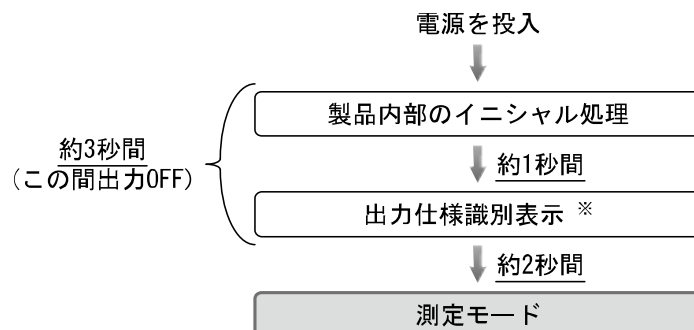 電源を投入
製品内部のイニシャル処理
約3秒間
(この間出力OFF)
約1秒間
出力仕様識別表示 ※
約2秒間
測定モード